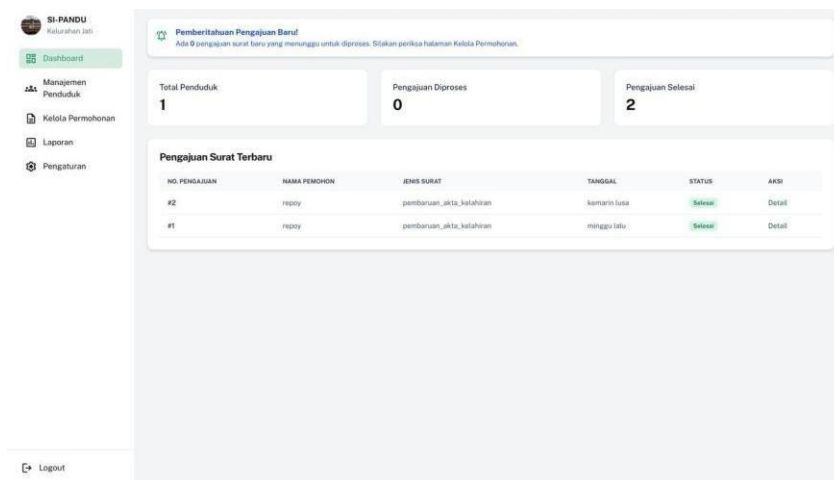 SI-PANDU
Kelurahan Jati
Dashboard
Manajemen
Penduduk
Kelola Permohonan
Laporan
Pengaturan
Logout
Pemberitahuan Pengajuan Baru!
Ada 0 pengajuan surat baru yang menunggu untuk diproses. Silakan periksa halaman Kelola Permohonan.
Total Penduduk
1
Pengajuan Diproses
0
Pengajuan Selesai
2
Pengajuan Surat Terbaru
NO. PENGAJUAN NAMA PEMOHON JENIS SURAT TANGGAL STATUS AKSI
#2 repoy pembaruan_akta_kelahiran kemarin lusa Selesai Detail
#1 repoy pembaruan_akta_kelahiran minggu lalu Selesai Detail